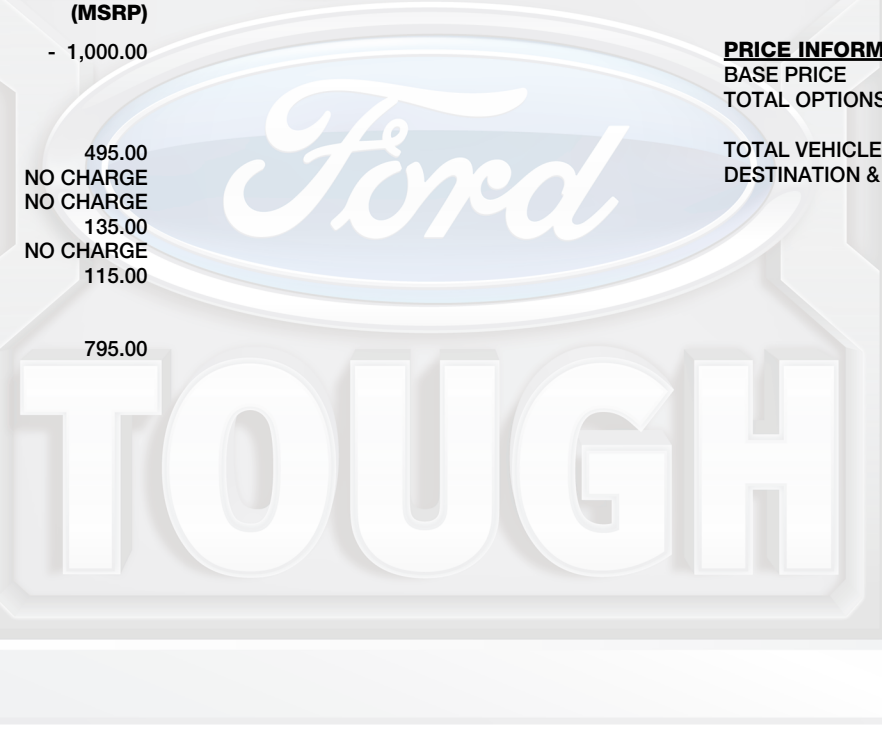 (MSRP)
- 1,000.00
495.00
NO CHARGE
NO CHARGE
135.00
NO CHARGE
115.00
795.00
PRICE INFORM
BASE PRICE
TOTAL OPTIONS
TOTAL VEHICLE
DESTINATION &
Ford
TOUGH